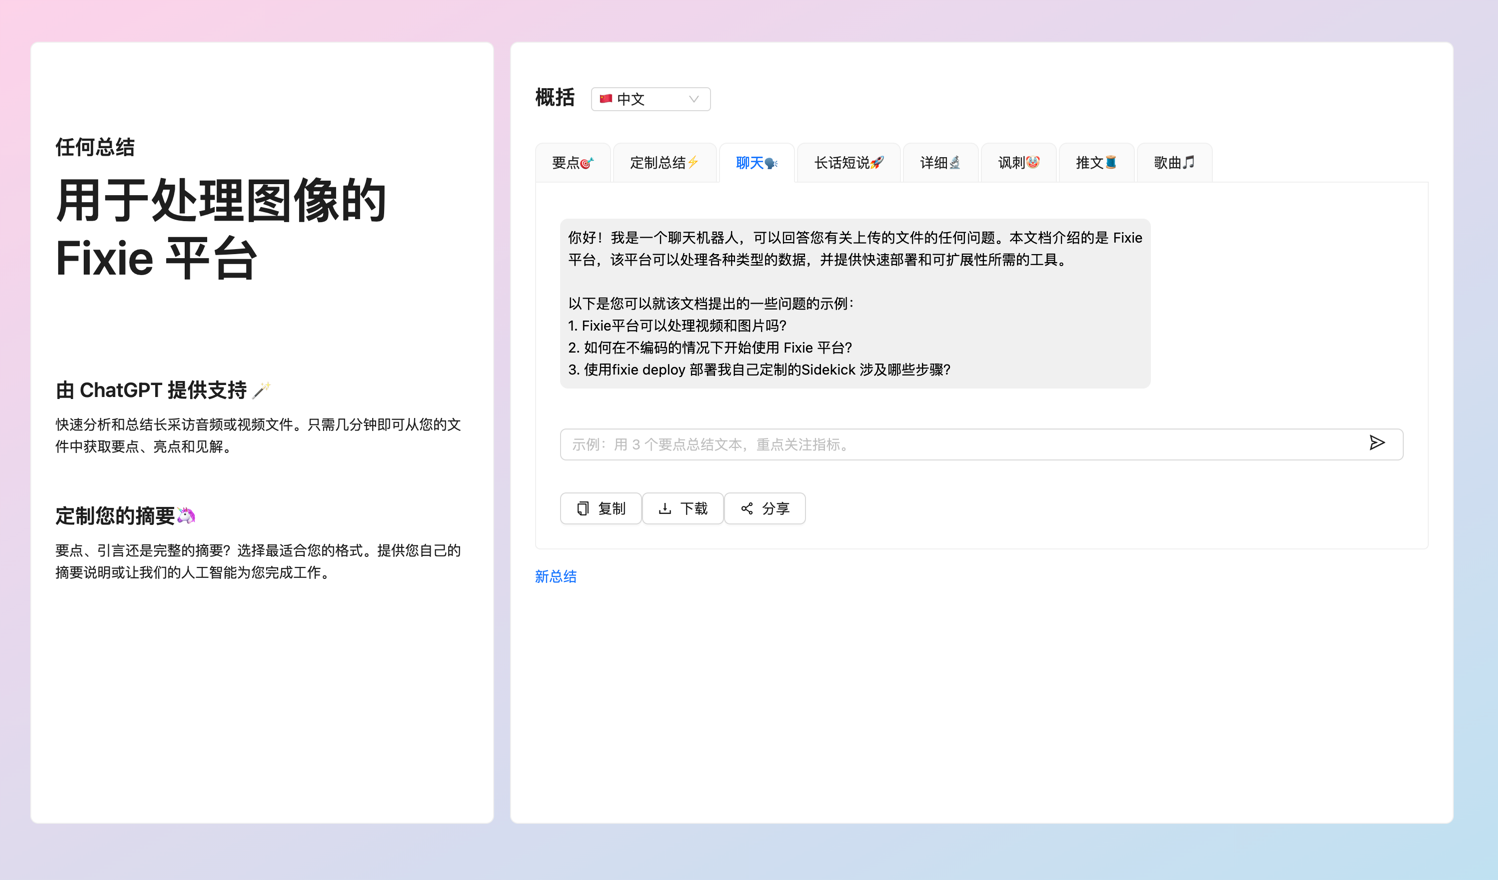 任何总结
用于处理图像的
Fixie 平台
由 ChatGPT 提供支持🪄
快速分析和总结长采访音频或视频文件。只需几分钟即可从您的文
件中获取要点、亮点和见解。
定制您的摘要🦄
要点、引言还是完整的摘要？选择最适合您的格式。提供您自己的
摘要说明或让我们的人工智能为您完成工作。
概括 🇨🇳 中文
要点🎯 定制总结⚡ 聊天🗣️ 长话短说🚀 详细🔬 讽刺🤡 推文🧵 歌曲🎵
你好！我是一个聊天机器人，可以回答您有关上传的文件的任何问题。本文档介绍的是 Fixie
平台，该平台可以处理各种类型的数据，并提供快速部署和可扩展性所需的工具。
以下是您可以就该文档提出的一些问题的示例：
1. Fixie平台可以处理视频和图片吗？
2. 如何在不编码的情况下开始使用 Fixie 平台？
3. 使用fixie deploy 部署我自己定制的Sidekick 涉及哪些步骤？
示例：用 3 个要点总结文本，重点关注指标。
复制 下载 分享
新总结